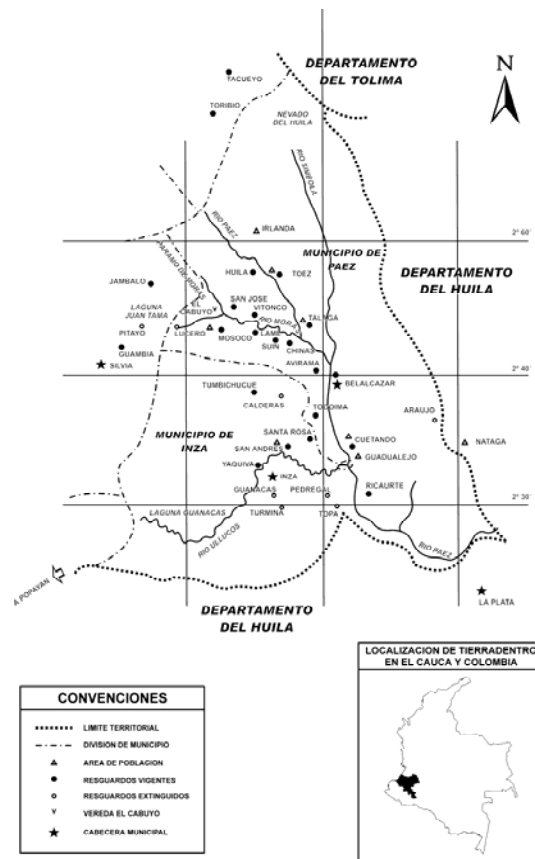 DEPARTAMENTO
DEL TOLIMA
N
TACUEYO
TORIBIO
NEVADO
DEL HUILA
RIO SIMBOLA
RIO PAEZ
IRLANDA
2° 60´
MUNICIPIO DE
PAEZ
PARAMO DE MORAS
HUILA
TOEZ
DEPARTAMENTO
DEL HUILA
JAMBALO
EL
CABUYO
SAN JOSE
VITONCO
LAGUNA
JUAN TAMA
RIO MORAS
TALAGA
PITAYO
LUCERO
MOSOCO
LAME
SUIN
CHINAS
GUAMBIA
SILVIA
AVIRAMA
2° 40´
BELALCAZAR
TUMBICHUCUE
CALDERAS
TOGOIMA
ARAUJO
MUNICIPIO DE
INZA
SANTA ROSA
CUETANDO
NATAGA
SAN ANDRES
GUADUALEJO
YAQUIVA
INZA
RICAURTE
GUANACAS
PEDREGAL
2° 30´
LAGUNA GUANACAS
TURMINA
TOPA
RIO ULLUCOS
RIO PAEZ
A POPAYAN
LA PLATA
DEPARTAMENTO
DEL HUILA
LOCALIZACION DE TIERRADENTRO
EN EL CAUCA Y COLOMBIA
CONVENCIONES
LIMITE TERRITORIAL
DIVISION DE MUNICIPIO
AREA DE POBLACION
RESGUARDOS VIGENTES
RESGUARDOS EXTINGUIDOS
VEREDA EL CABUYO
CABECERA MUNICIPAL